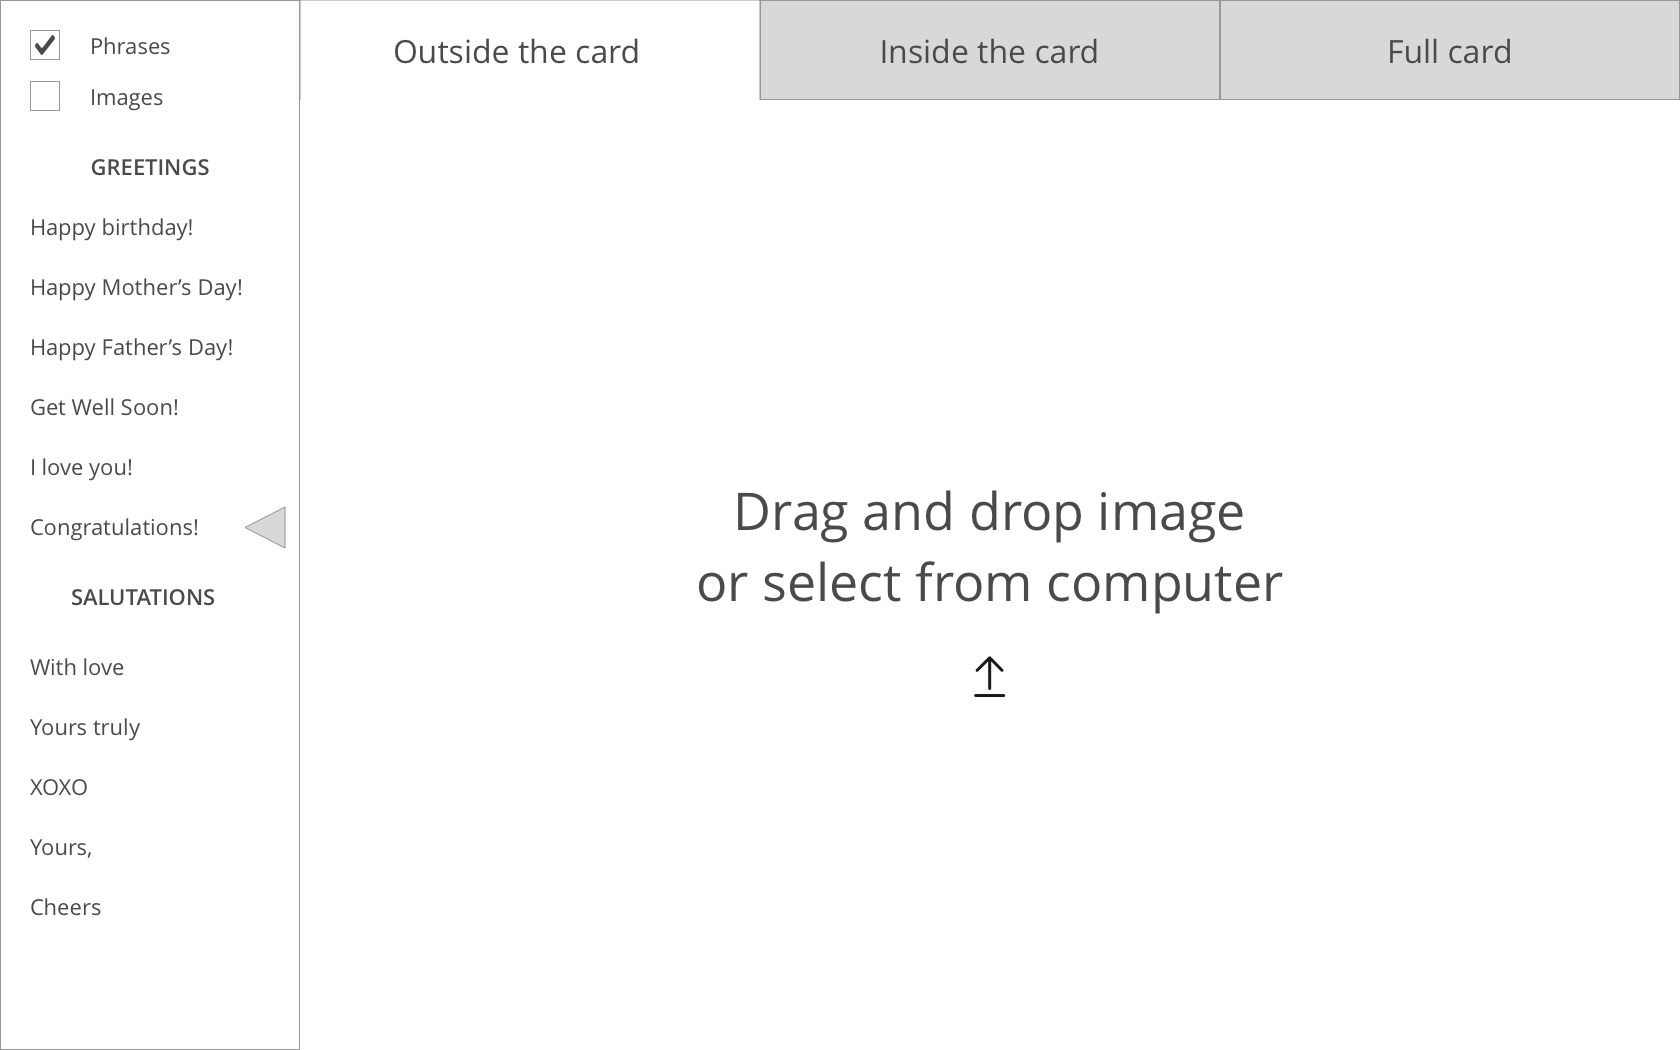 Phrases
Images
GREETINGS
Happy birthday!
Happy Mother’s Day!
Happy Father’s Day!
Get Well Soon!
I love you!
Congratulations!
SALUTATIONS
With love
Yours truly
XOXO
Yours,
Cheers
Outside the card
Inside the card
Full card
Drag and drop image
or select from computer